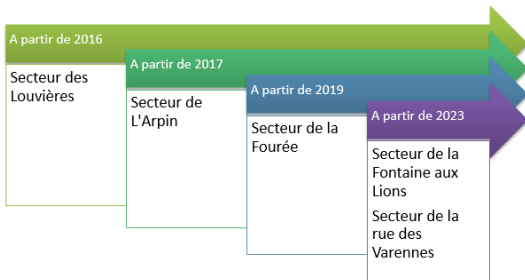 A partir de 2016
Secteur des
Louvières
A partir de 2017
Secteur de
L'Arpin
A partir de 2019
Secteur de la
Fourée
A partir de 2023
Secteur de la
Fontaine aux
Lions
Secteur de la
rue des
Varennes